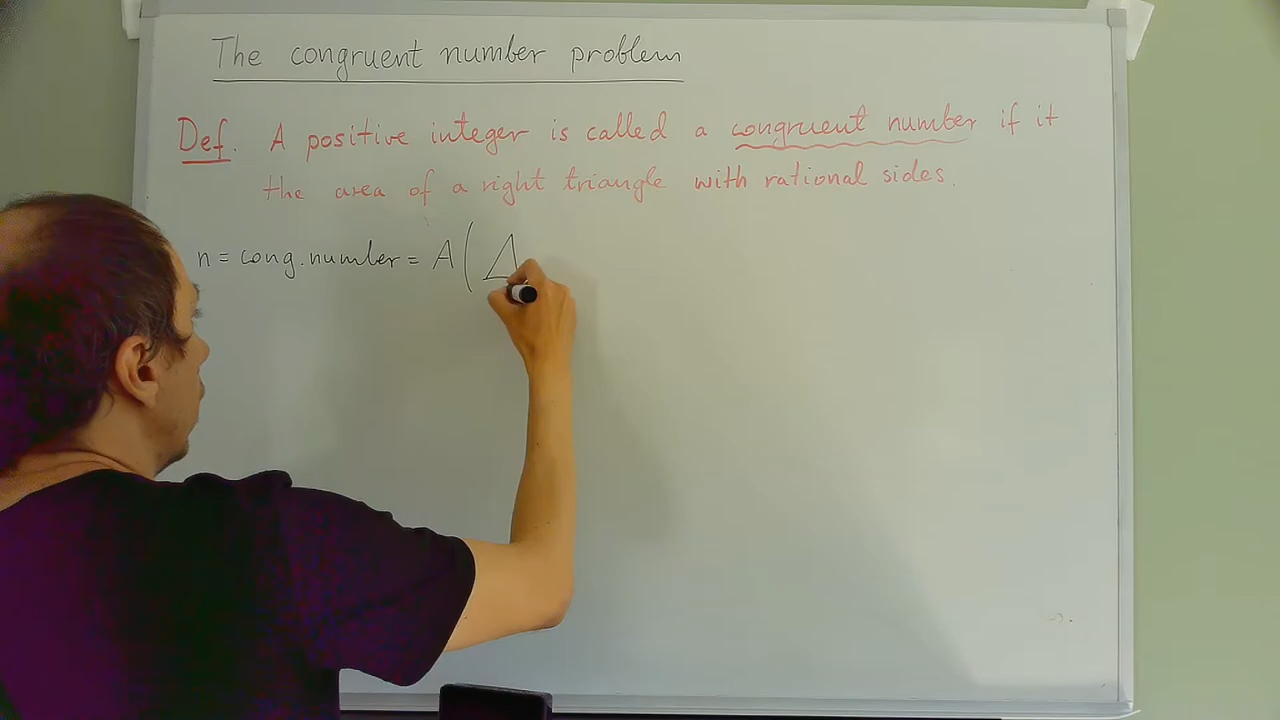 The congruent number problem
Def. A positive integer is called a congruent number if it
the area of a right triangle with rational sides.
n = cong. number = A( △